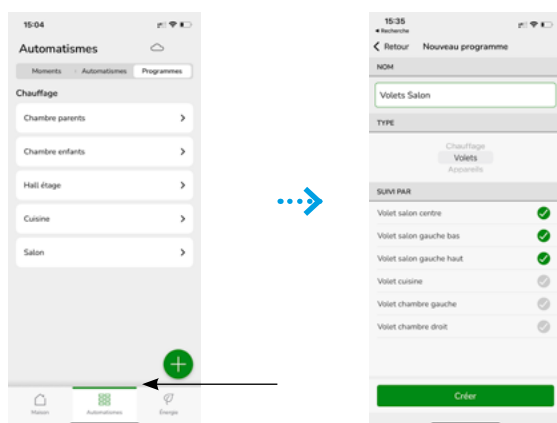 15:04
Automatismes
Moments Automatismes Programmes
Chauffage
Chambre parents
Chambre enfants
Hall étage
Cuisine
Salon
Maison Automatismes Énergie
15:35
Recherche
Retour Nouveau programme
NOM
Volets Salon
TYPE
Chauffage
Volets
Appareils
SUIVI PAR
Volet salon centre
Volet salon gauche bas
Volet salon gauche haut
Volet cuisine
Volet chambre gauche
Volet chambre droit
Créer